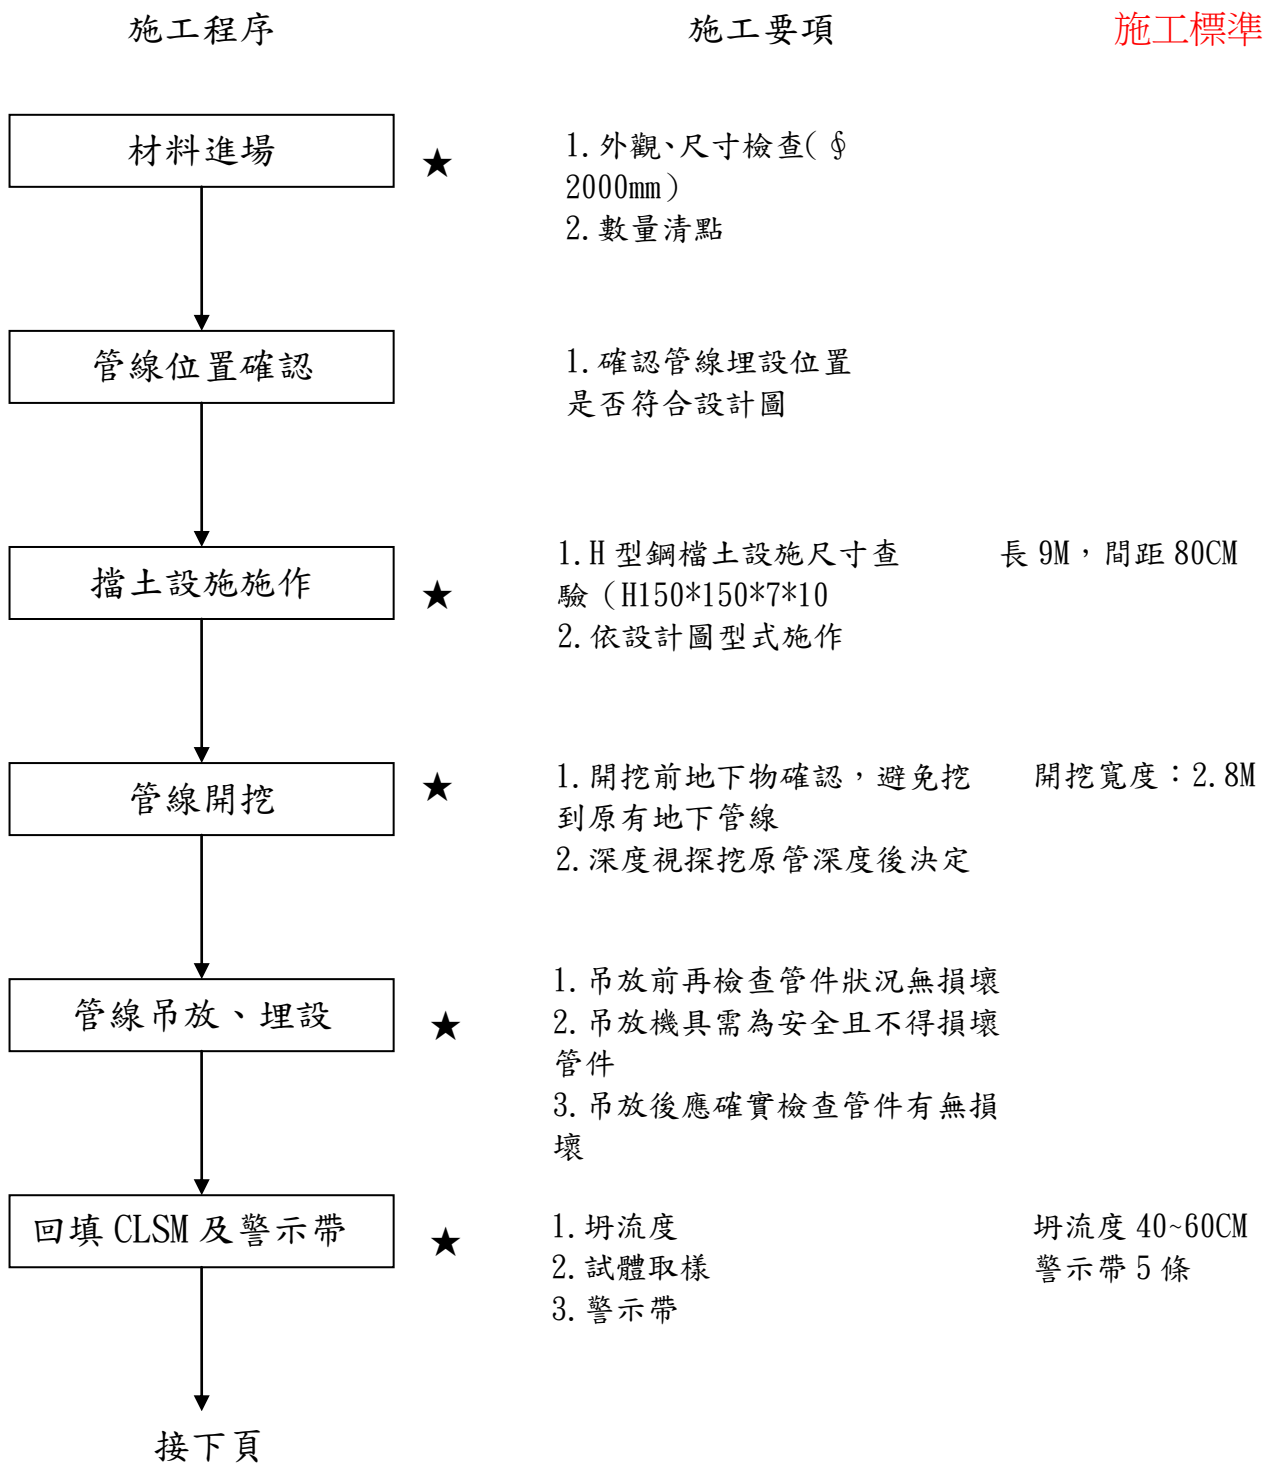 施工程序 施工要項 施工標準
材料進場
★
1.外觀、尺寸檢查(∮
2000mm)
2.數量清點
管線位置確認
1.確認管線埋設位置
是否符合設計圖
擋土設施施作
★
1.H 型鋼檔土設施尺寸查
驗（H150*150*7*10
2.依設計圖型式施作
長 9M，間距 80CM
管線開挖
★
1.開挖前地下物確認，避免挖
到原有地下管線
2.深度視探挖原管深度後決定
開挖寬度：2.8M
管線吊放、埋設
★
1.吊放前再檢查管件狀況無損壞
2.吊放機具需為安全且不得損壞
管件
3.吊放後應確實檢查管件有無損
壞
回填 CLSM 及警示帶
★
1.坍流度
2.試體取樣
3.警示帶
坍流度 40~60CM
警示帶 5 條
接下頁